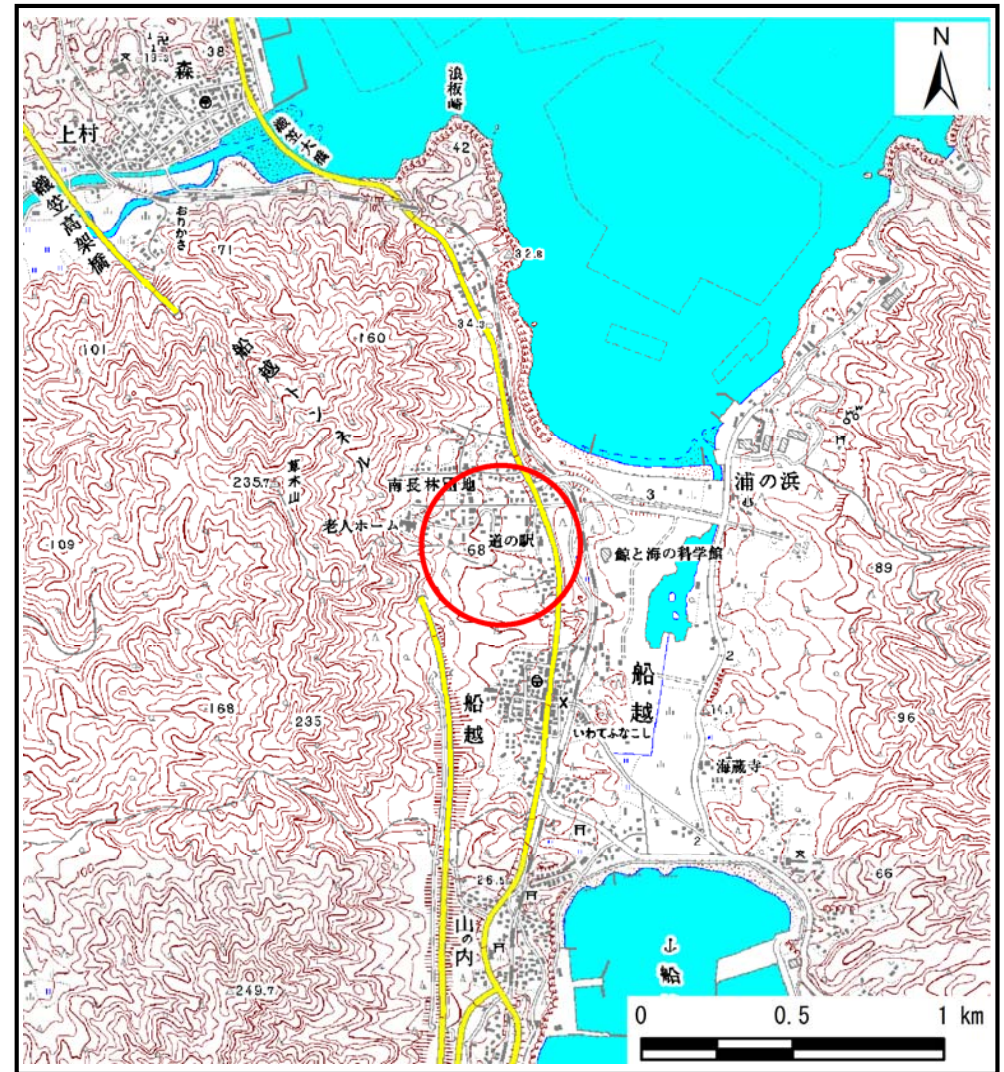 N
38
19.3
森
上村
浪板崎
42
織笠大橋
織笠高架橋
おりかさ
71
32.8
34.3
101
160
船越トンネル
235.7
草木山
南長林団地
浦の浜
3
老人ホーム
道の駅
68
鯨と海の科学館
109
89
2
船越
船越
14.1
168
235
いわてふなこし
96
海蔵寺
2
26.5
66
山の内
船
249.7
0 0.5 1 km